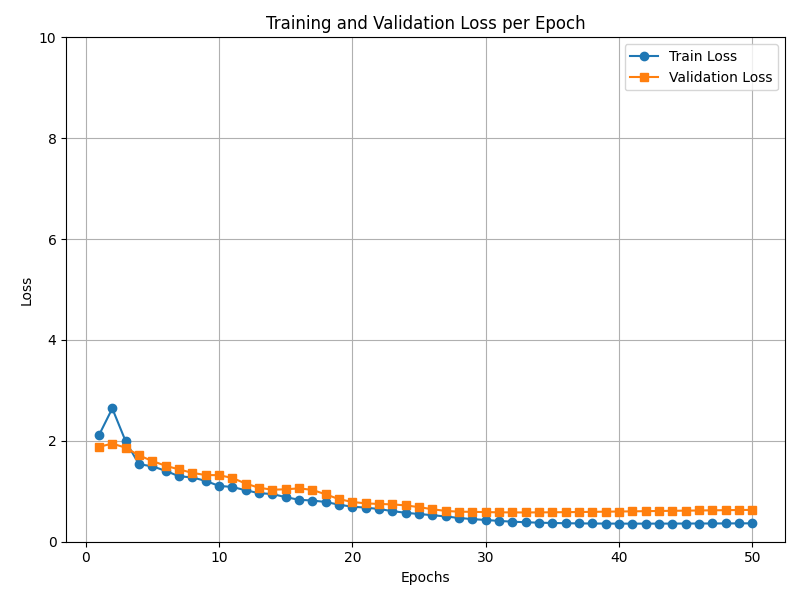 Training and Validation Loss per Epoch
10
8
6
4
2
0
Loss
Train Loss
Validation Loss
0 10 20 30 40 50
Epochs